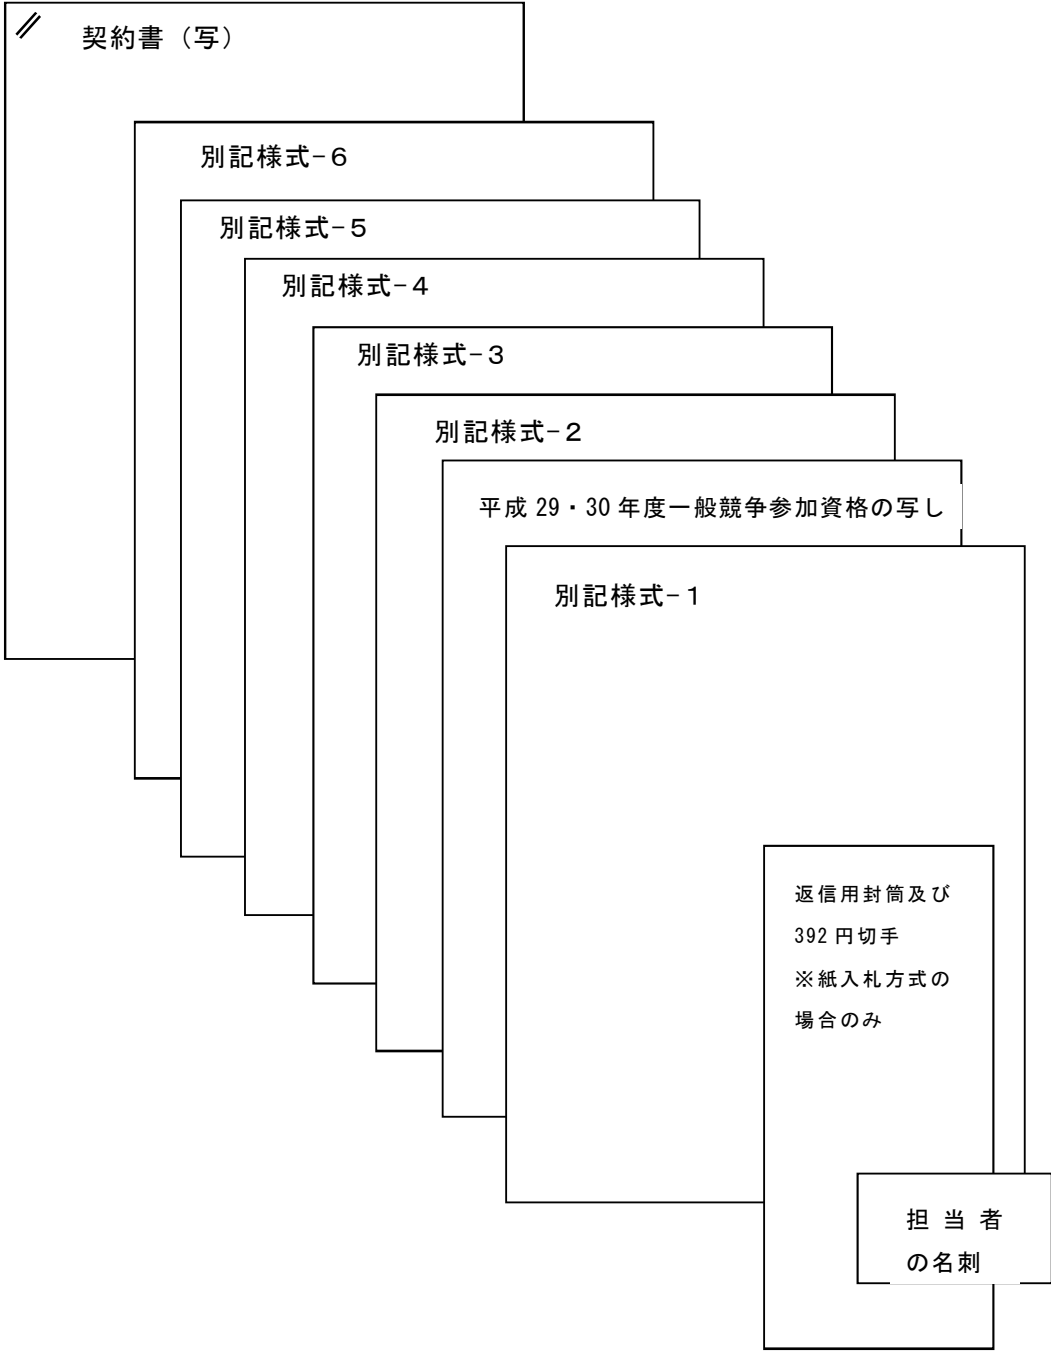 契約書（写）
別記様式-６
別記様式-５
別記様式-４
別記様式-３
別記様式-２
平成 29・30 年度一般競争参加資格の写し
別記様式-１
返信用封筒及び
392 円切手
※紙入札方式の
場合のみ
担 当 者
の名刺